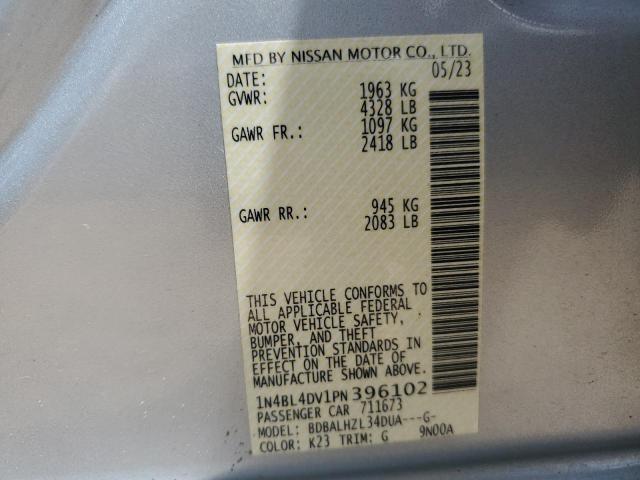 MFD BY NISSAN MOTOR CO., LTD.
DATE: 05/23
GVWR: 1963 KG
4328 LB
GAWR FR.: 1097 KG
2418 LB
GAWR RR.: 945 KG
2083 LB
THIS VEHICLE CONFORMS TO
ALL APPLICABLE FEDERAL
MOTOR VEHICLE SAFETY,
BUMPER, AND THEFT
PREVENTION STANDARDS IN
EFFECT ON THE DATE OF
MANUFACTURE SHOWN ABOVE.
1N4BL4DV1PN396102
PASSENGER CAR 711673
MODEL: BDBALHZL34DUA---G-
COLOR: K23 TRIM: G 9N00A